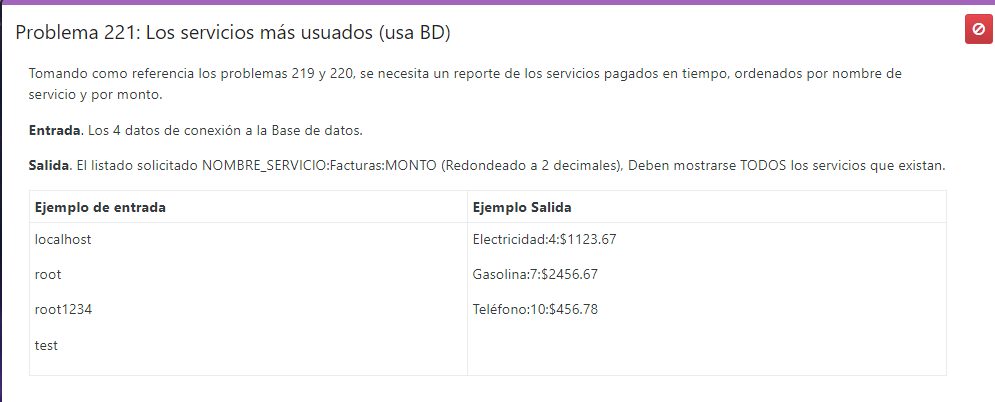 Problema 221: Los servicios más usuados (usa BD)
Tomando como referencia los problemas 219 y 220, se necesita un reporte de los servicios pagados en tiempo, ordenados por nombre de
servicio y por monto.
Entrada. Los 4 datos de conexión a la Base de datos.
Salida. El listado solicitado NOMBRE_SERVICIO:Facturas:MONTO (Redondeado a 2 decimales), Deben mostrarse TODOS los servicios que existan.
Ejemplo de entrada
Ejemplo Salida
localhost
root
root1234
test
Electricidad:4:$1123.67
Gasolina:7:$2456.67
Teléfono:10:$456.78